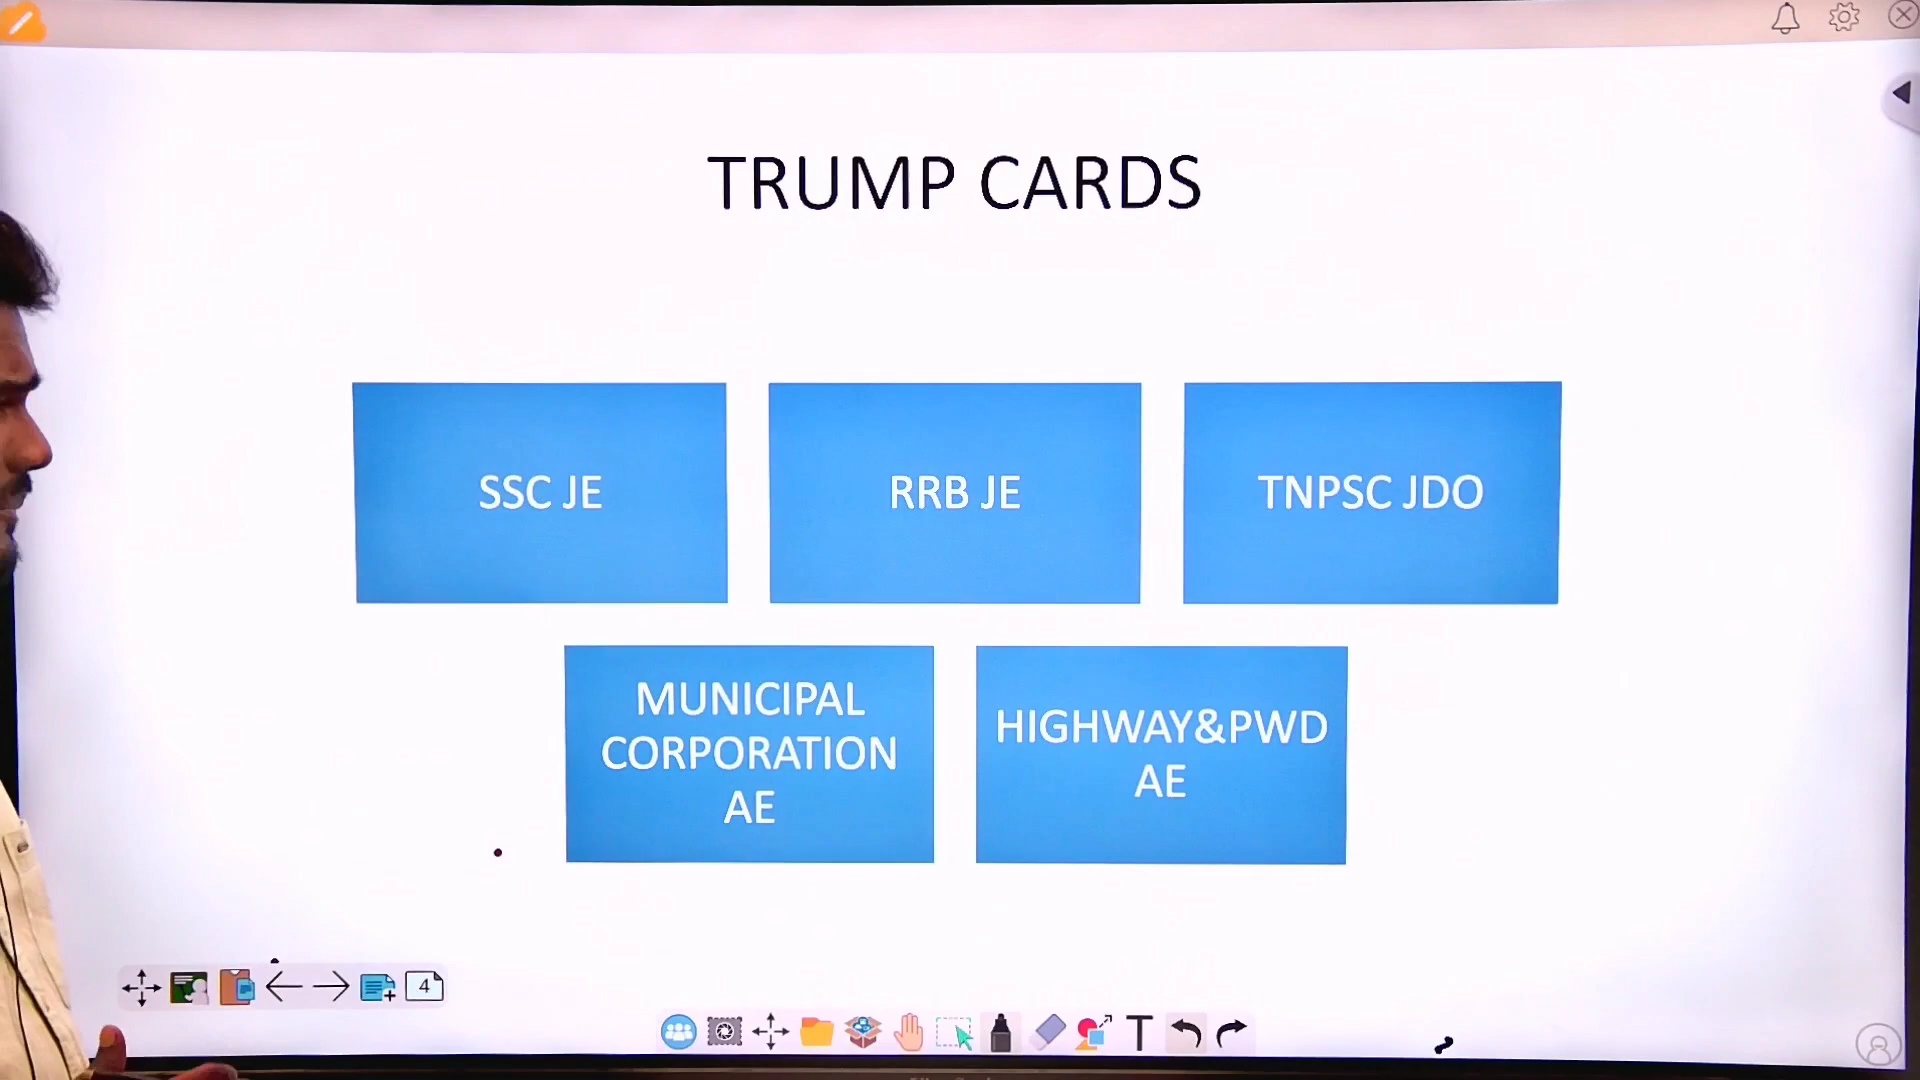 TRUMP CARDS
SSC JE
RRB JE
TNPSC JDO
MUNICIPAL
CORPORATION
AE
HIGHWAY&PWD
AE
4
T